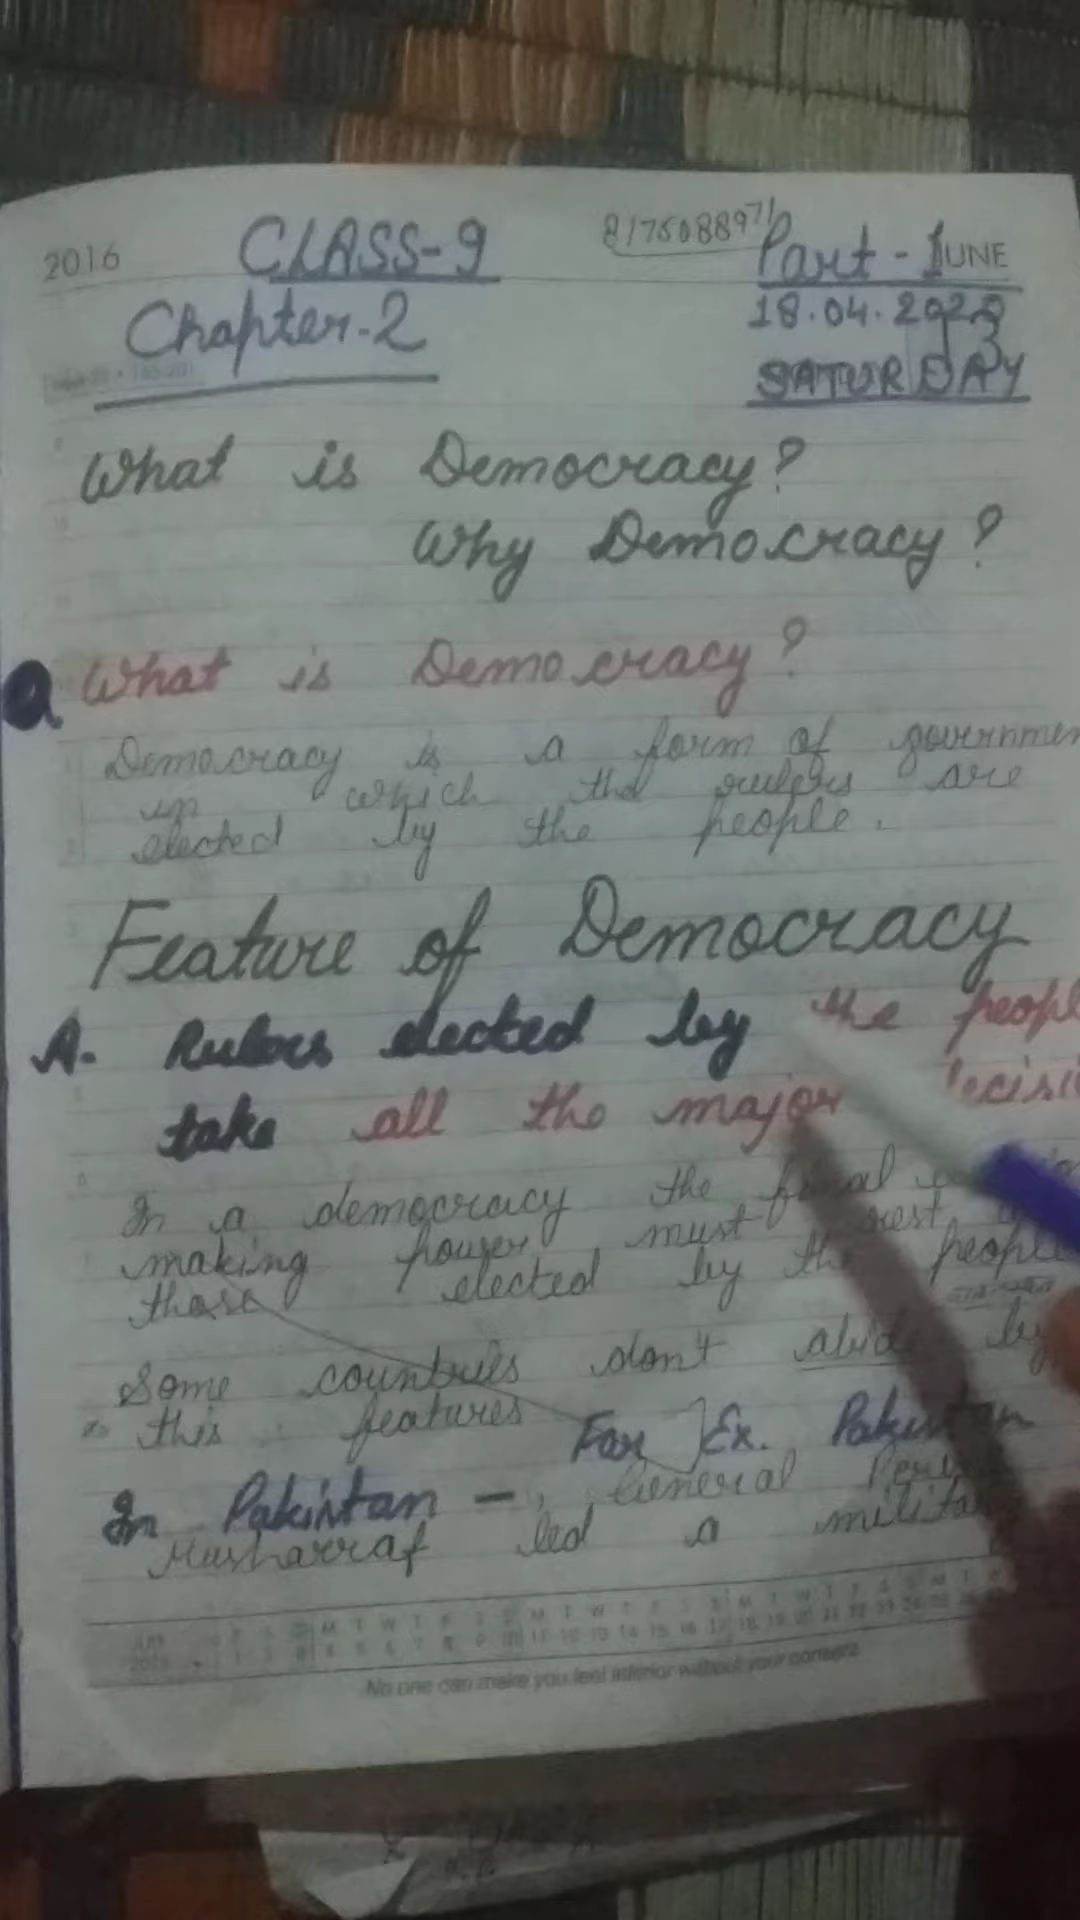 2016 CLASS-9 8175088971 Part - 1 JUNE
Chapter-2 18.04.202
SATURDAY
What is Democracy?
Why Democracy?
Q What is Democracy?
Democracy is a form of governmen
in which the rulers are
elected by the people.
Feature of Democracy
A. Rulers elected by the peopl
take all the major decisi
In a democracy the final
making power must rest
those elected by the people
Some countries don't abide by
this features For Ex. Pakistan
In Pakistan - General
Musharraf led a milita
No one can make you feel inferior without your consent